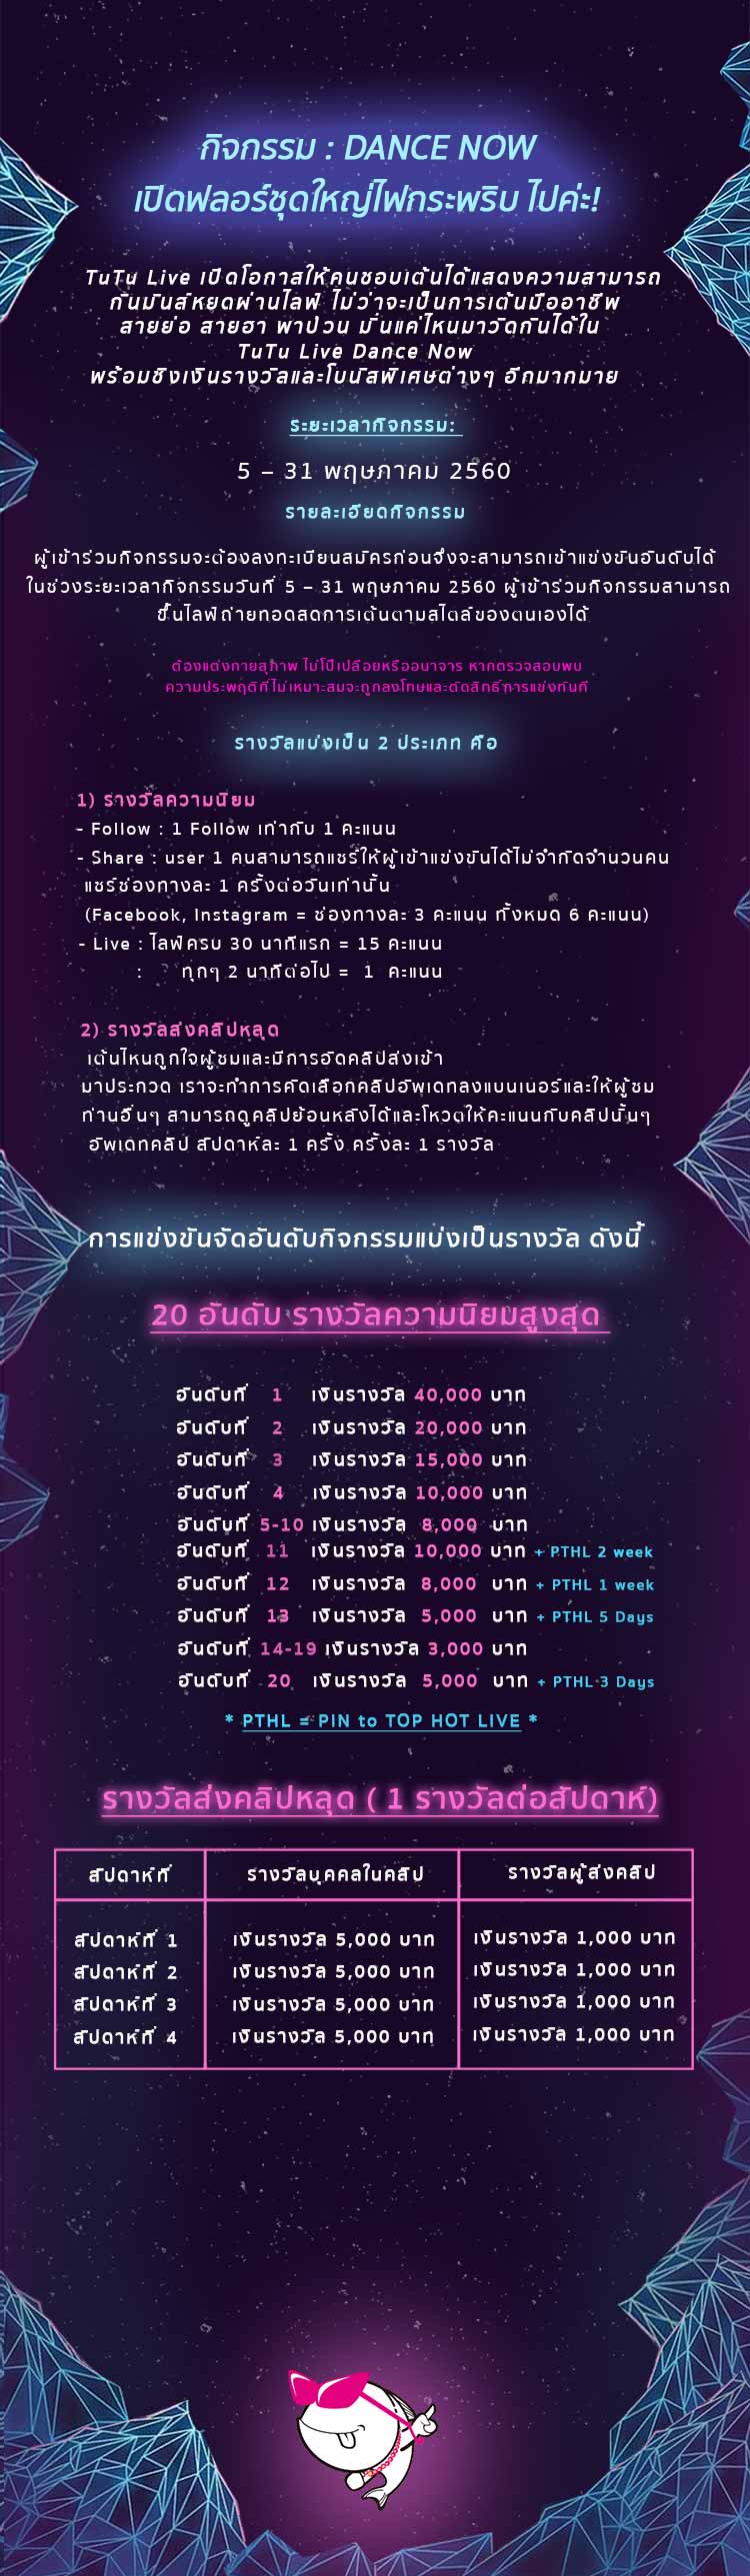 กิจกรรม : DANCE NOW
เปิดฟลอร์ชุดใหญ่ไฟกระพริบ ไปค่ะ!
TuTu Live เปิดโอกาสให้คนชอบเต้นได้แสดงความสามารถ
กันมันส์หยดผ่านไลฟ์ ไม่ว่าจะเป็นการเต้นมืออาชีพ
สายย่อ สายฮา พาป่วน มั่นแค่ไหนมาวัดกันได้ใน
TuTu Live Dance Now
พร้อมชิงเงินรางวัลและโบนัสพิเศษต่างๆ อีกมากมาย
ระยะเวลากิจกรรม:
5 – 31 พฤษภาคม 2560
รายละเอียดกิจกรรม
ผู้เข้าร่วมกิจกรรมจะต้องลงทะเบียนสมัครก่อนจึงจะสามารถเข้าแข่งขันอันดับได้
ในช่วงระยะเวลากิจกรรมวันที่ 5 – 31 พฤษภาคม 2560 ผู้เข้าร่วมกิจกรรมสามารถ
ขึ้นไลฟ์ถ่ายทอดสดการเต้นตามสไตล์ของตนเองได้
ต้องแต่งกายสุภาพ ไม่โป๊เปลือยหรืออนาจาร หากตรวจสอบพบ
ความประพฤติที่ไม่เหมาะสมจะถูกลงโทษและตัดสิทธิ์การแข่งทันที
รางวัลแบ่งเป็น 2 ประเภท คือ
1) รางวัลความนิยม
- Follow : 1 Follow เท่ากับ 1 คะแนน
- Share : user 1 คนสามารถแชร์ให้ผู้เข้าแข่งขันได้ไม่จำกัดจำนวนคน
แชร์ช่องทางละ 1 ครั้งต่อวันเท่านั้น
(Facebook, Instagram = ช่องทางละ 3 คะแนน ทั้งหมด 6 คะแนน)
- Live : ไลฟ์ครบ 30 นาทีแรก = 15 คะแนน
: ทุกๆ 2 นาทีต่อไป = 1 คะแนน
2) รางวัลส่งคลิปหลุด
เต้นไหนถูกใจผู้ชมและมีการอัดคลิปส่งเข้า
มาประกวด เราจะทำการคัดเลือกคลิปอัพเดทลงแบนเนอร์และให้ผู้ชม
ท่านอื่นๆ สามารถดูคลิปย้อนหลังได้และโหวตให้คะแนนกับคลิปนั้นๆ
อัพเดทคลิป สัปดาห์ละ 1 ครั้ง ครั้งละ 1 รางวัล
การแข่งขันจัดอันดับกิจกรรมแบ่งเป็นรางวัล ดังนี้
20 อันดับ รางวัลความนิยมสูงสุด
อันดับที่ 1 เงินรางวัล 40,000 บาท
อันดับที่ 2 เงินรางวัล 20,000 บาท
อันดับที่ 3 เงินรางวัล 15,000 บาท
อันดับที่ 4 เงินรางวัล 10,000 บาท
อันดับที่ 5-10 เงินรางวัล 8,000 บาท
อันดับที่ 11 เงินรางวัล 10,000 บาท + PTHL 2 week
อันดับที่ 12 เงินรางวัล 8,000 บาท + PTHL 1 week
อันดับที่ 13 เงินรางวัล 5,000 บาท + PTHL 5 Days
อันดับที่ 14-19 เงินรางวัล 3,000 บาท
อันดับที่ 20 เงินรางวัล 5,000 บาท + PTHL 3 Days
* PTHL = PIN to TOP HOT LIVE *
รางวัลส่งคลิปหลุด ( 1 รางวัลต่อสัปดาห์)
สัปดาห์ที่ รางวัลบุคคลในคลิป รางวัลผู้ส่งคลิป
สัปดาห์ที่ 1 เงินรางวัล 5,000 บาท เงินรางวัล 1,000 บาท
สัปดาห์ที่ 2 เงินรางวัล 5,000 บาท เงินรางวัล 1,000 บาท
สัปดาห์ที่ 3 เงินรางวัล 5,000 บาท เงินรางวัล 1,000 บาท
สัปดาห์ที่ 4 เงินรางวัล 5,000 บาท เงินรางวัล 1,000 บาท